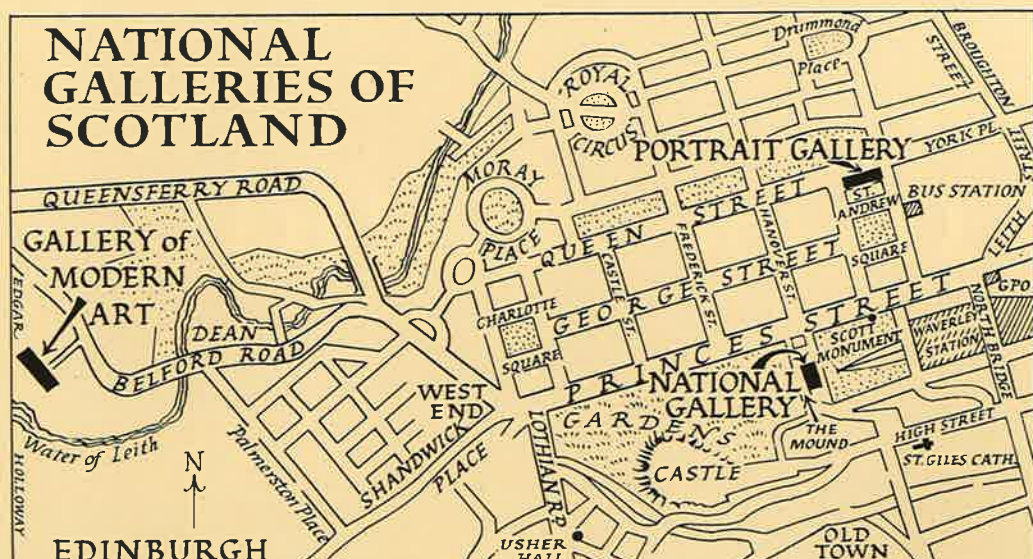 NATIONAL
GALLERIES OF
SCOTLAND
Drummond
Place
BROUGHTON
STREET
ROYAL
CIRCUS
PORTRAIT GALLERY
YORK PL.
MORAY
PLACE
QUEENSFERRY ROAD
ST.
ANDREW
SQUARE
BUS STATION
LEITH
STREET
GALLERY of
MODERN
ART
QUEEN STREET
CASTLE ST.
FREDERICK ST.
HANOVER ST.
GEORGE STREET
CHARLOTTE
SQUARE
PRINCES STREET
GPO
NORTH BRIDGE
WAVERLEY
STATION
SCOTT
MONUMENT
DEAN
BELFORD ROAD
WEST
END
NATIONAL
GALLERY
GARDENS
THE
MOUND
HIGH STREET
ST. GILES CATH.
CASTLE
SHANDWICK
PLACE
LOTHIAN RD
Palmerston Place
Water of Leith
HOLLOWAY
N
EDINBURGH
USHER
HALL
OLD
TOWN